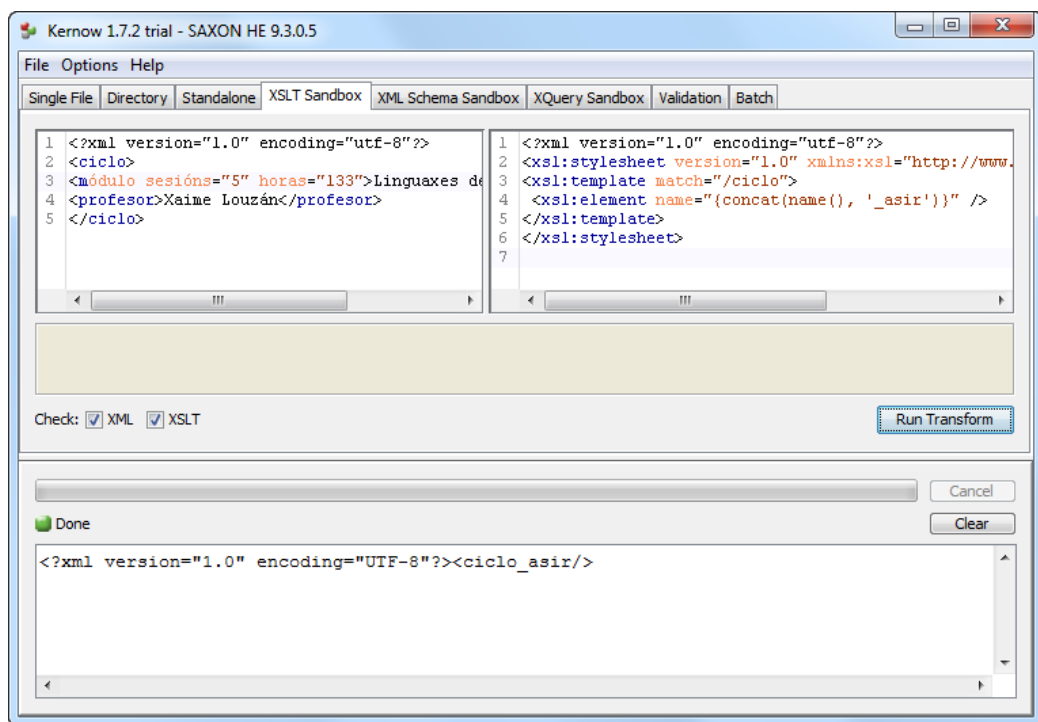 Kernow 1.7.2 trial - SAXON HE 9.3.0.5
File Options Help
Single File Directory Standalone XSLT Sandbox XML Schema Sandbox XQuery Sandbox Validation Batch
1 <?xml version="1.0" encoding="utf-8"?>
2 <ciclo>
3 <módulo sesións="5" horas="133">Linguaxes de
4 <profesor>Xaime Louzán</profesor>
5 </ciclo>
1 <?xml version="1.0" encoding="utf-8"?>
2 <xsl:stylesheet version="1.0" xmlns:xsl="http://www.
3 <xsl:template match="/ciclo">
4 <xsl:element name="{concat(name(), '_asir')}" />
5 </xsl:template>
6 </xsl:stylesheet>
7
Check: XML XSLT
Run Transform
Cancel
Done
Clear
<?xml version="1.0" encoding="UTF-8"?><ciclo_asir/>